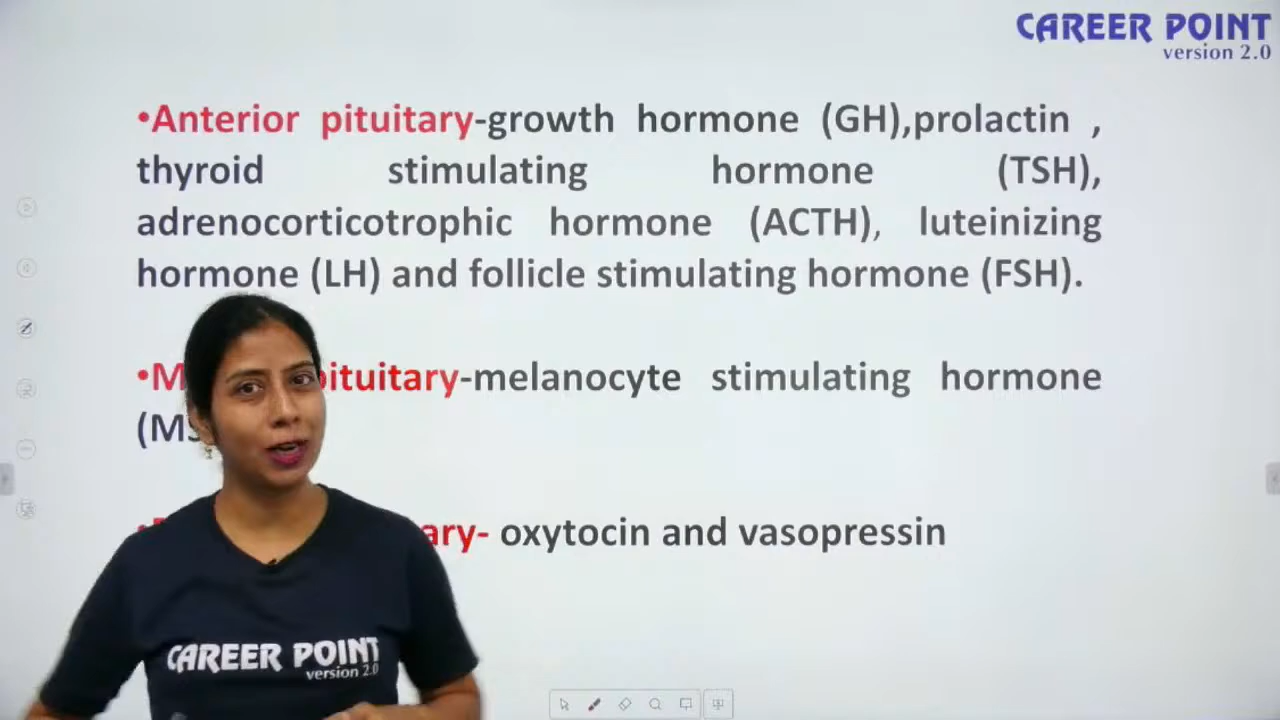 CAREER POINT
version 2.0
•Anterior pituitary-growth hormone (GH),prolactin ,
thyroid stimulating hormone (TSH),
adrenocorticotrophic hormone (ACTH), luteinizing
hormone (LH) and follicle stimulating hormone (FSH).
pituitary-melanocyte stimulating hormone
oxytocin and vasopressin
CAREER POINT
version 2.0